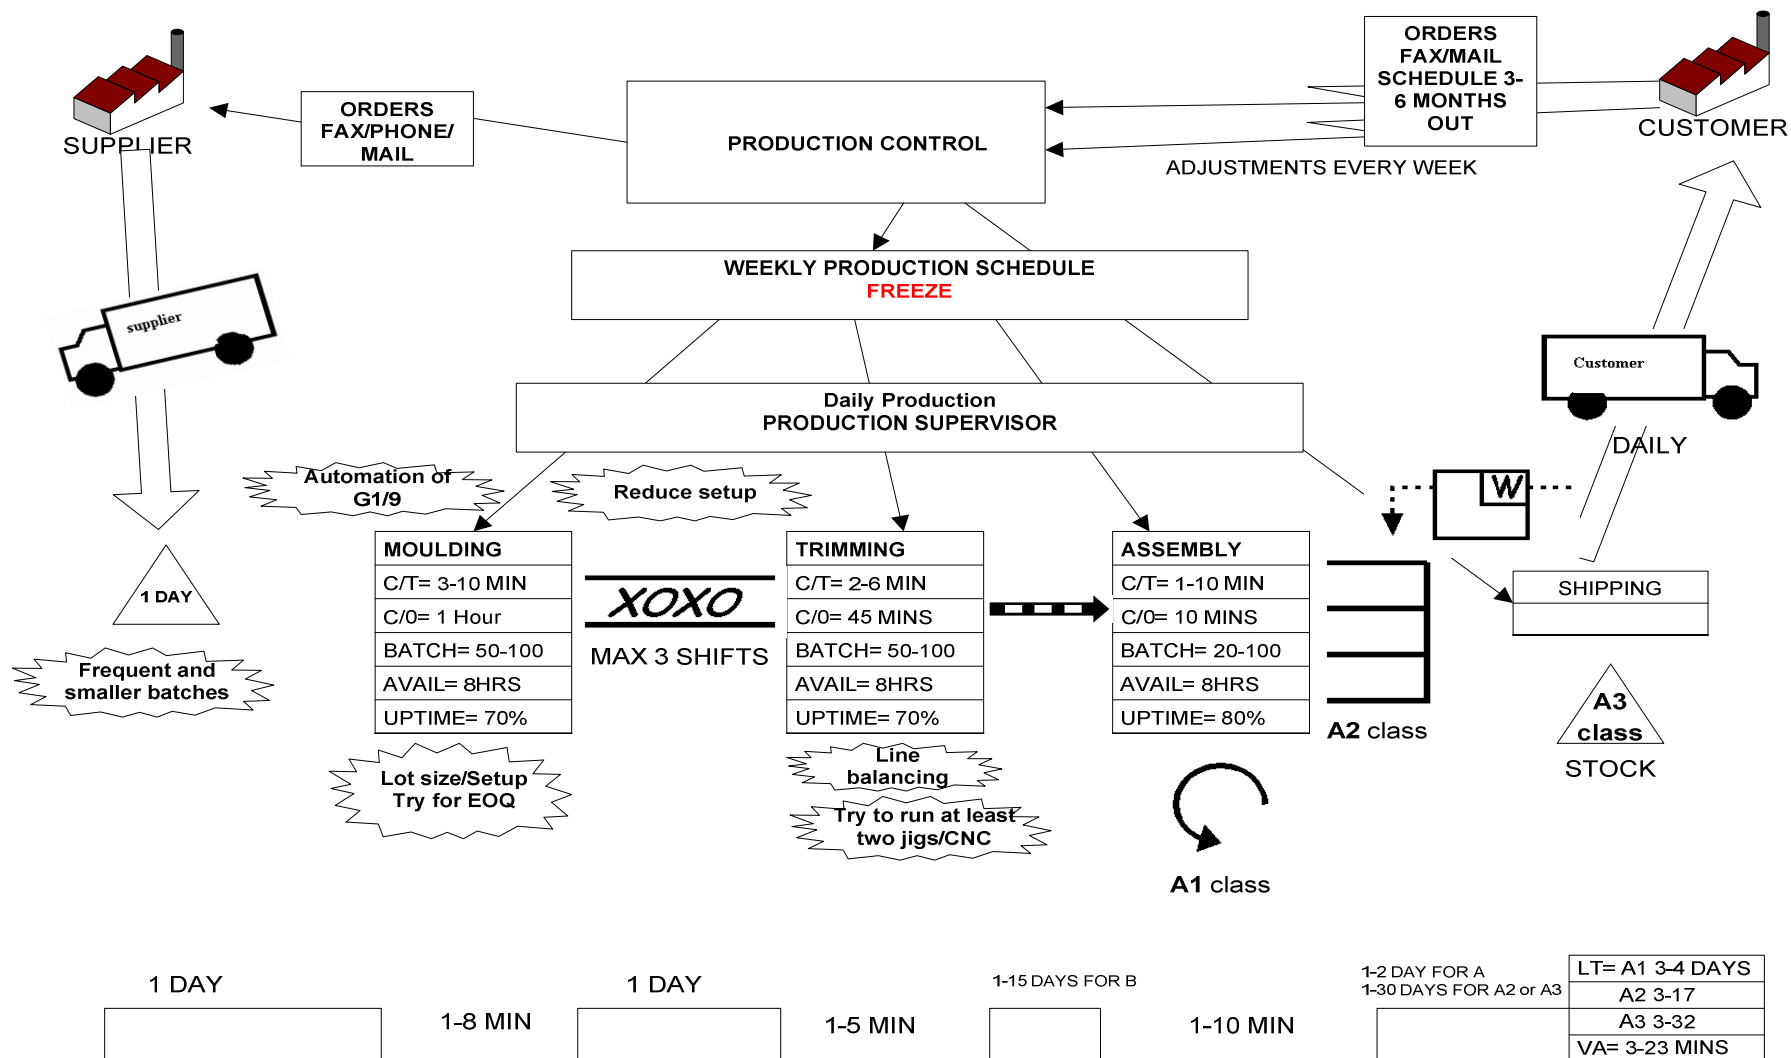 ORDERS
FAX/MAIL
SCHEDULE 3-
6 MONTHS
OUT
SUPPLIER
ORDERS
FAX/PHONE/
MAIL
PRODUCTION CONTROL
CUSTOMER
ADJUSTMENTS EVERY WEEK
WEEKLY PRODUCTION SCHEDULE
FREEZE
supplier
Customer
Daily Production
PRODUCTION SUPERVISOR
DAILY
Automation of
G1/9
Reduce setup
W
MOULDING
C/T= 3-10 MIN
C/0= 1 Hour
BATCH= 50-100
AVAIL= 8HRS
UPTIME= 70%
XOXO
MAX 3 SHIFTS
TRIMMING
C/T= 2-6 MIN
C/0= 45 MINS
BATCH= 50-100
AVAIL= 8HRS
UPTIME= 70%
ASSEMBLY
C/T= 1-10 MIN
C/0= 10 MINS
BATCH= 20-100
AVAIL= 8HRS
UPTIME= 80%
A2 class
SHIPPING
1 DAY
Frequent and
smaller batches
A3
class
STOCK
Lot size/Setup
Try for EOQ
Line
balancing
Try to run at least
two jigs/CNC
A1 class
1 DAY
1-8 MIN
1 DAY
1-5 MIN
1-15 DAYS FOR B
1-10 MIN
1-2 DAY FOR A
1-30 DAYS FOR A2 or A3
LT= A1 3-4 DAYS
A2 3-17
A3 3-32
VA= 3-23 MINS